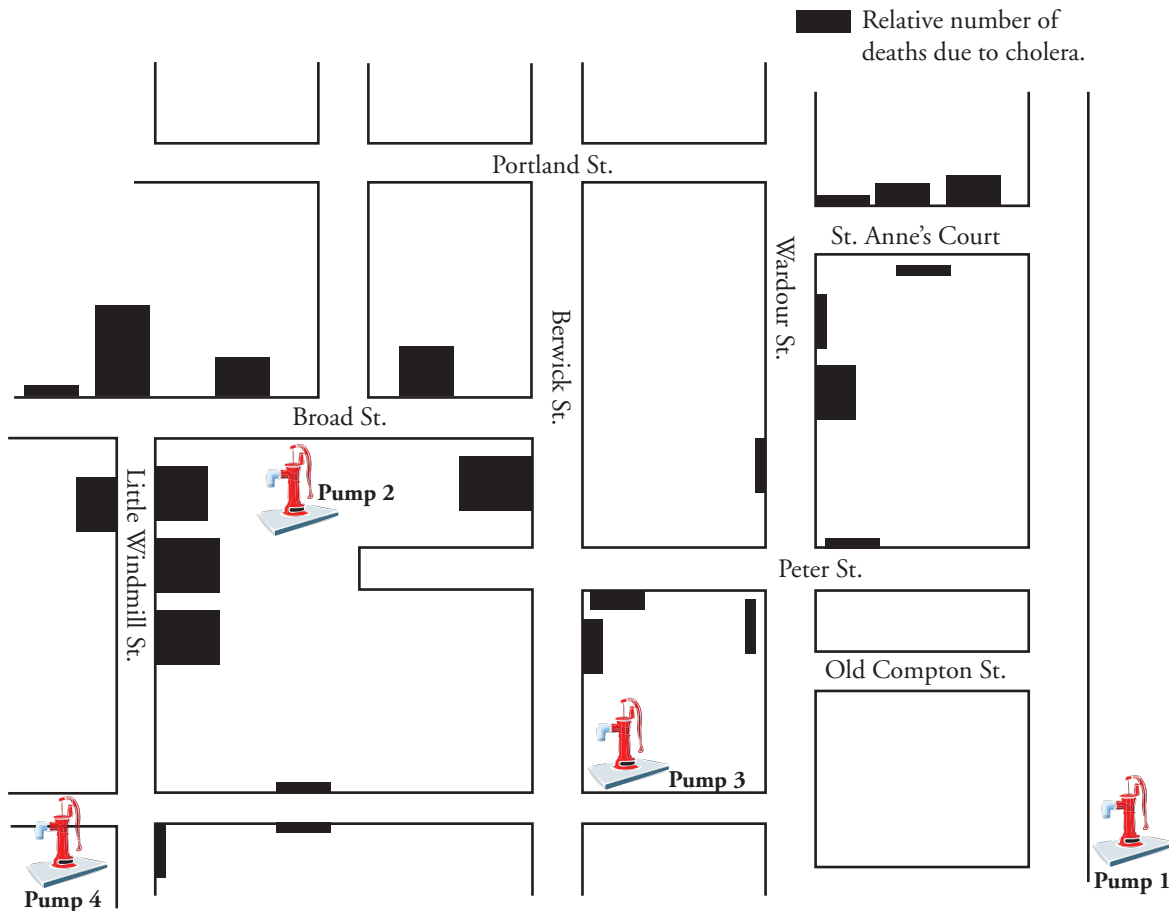 Relative number of
deaths due to cholera.
Portland St.
St. Anne's Court
Wardour St.
Berwick St.
Broad St.
Little Windmill St.
Pump 2
Peter St.
Old Compton St.
Pump 3
Pump 4
Pump 1